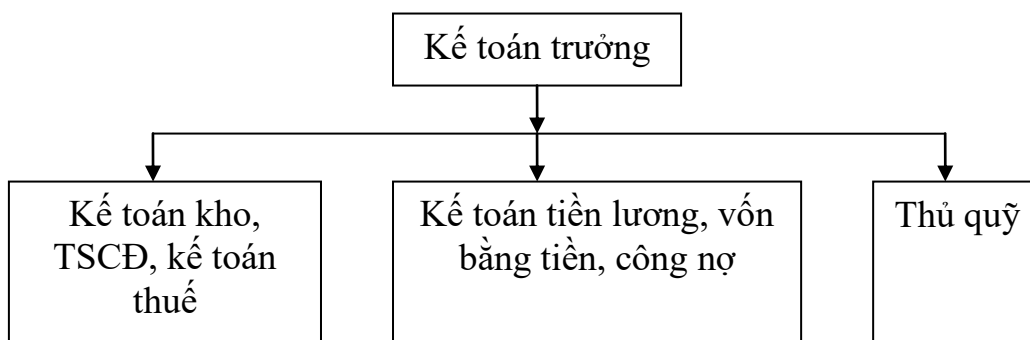 Kế toán trưởng
Kế toán kho,
TSCĐ, kế toán
thuế
Kế toán tiền lương, vốn
bằng tiền, công nợ
Thủ quỹ